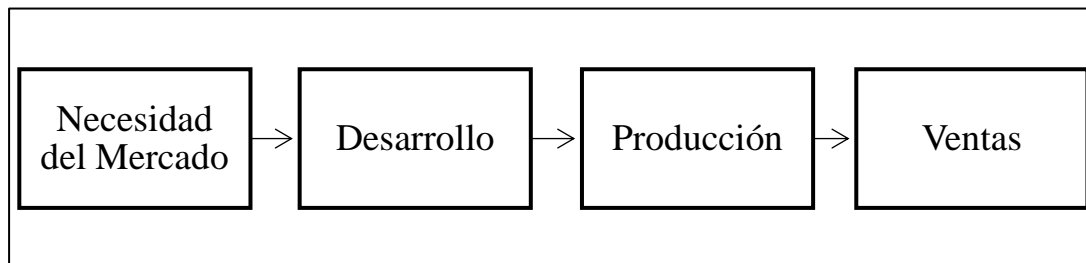 Necesidad
del Mercado
Desarrollo
Producción
Ventas